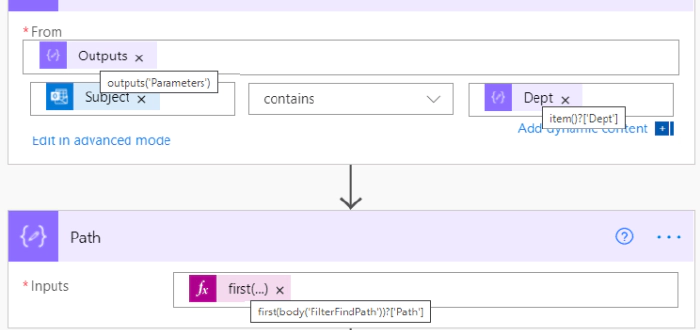 * From
Outputs ×
outputs('Parameters')
Subject × contains Dept ×
item()?['Dept']
Add dynamic content
Edit in advanced mode
Path
* Inputs fx first(...) ×
first(body('FilterFindPath'))?['Path']